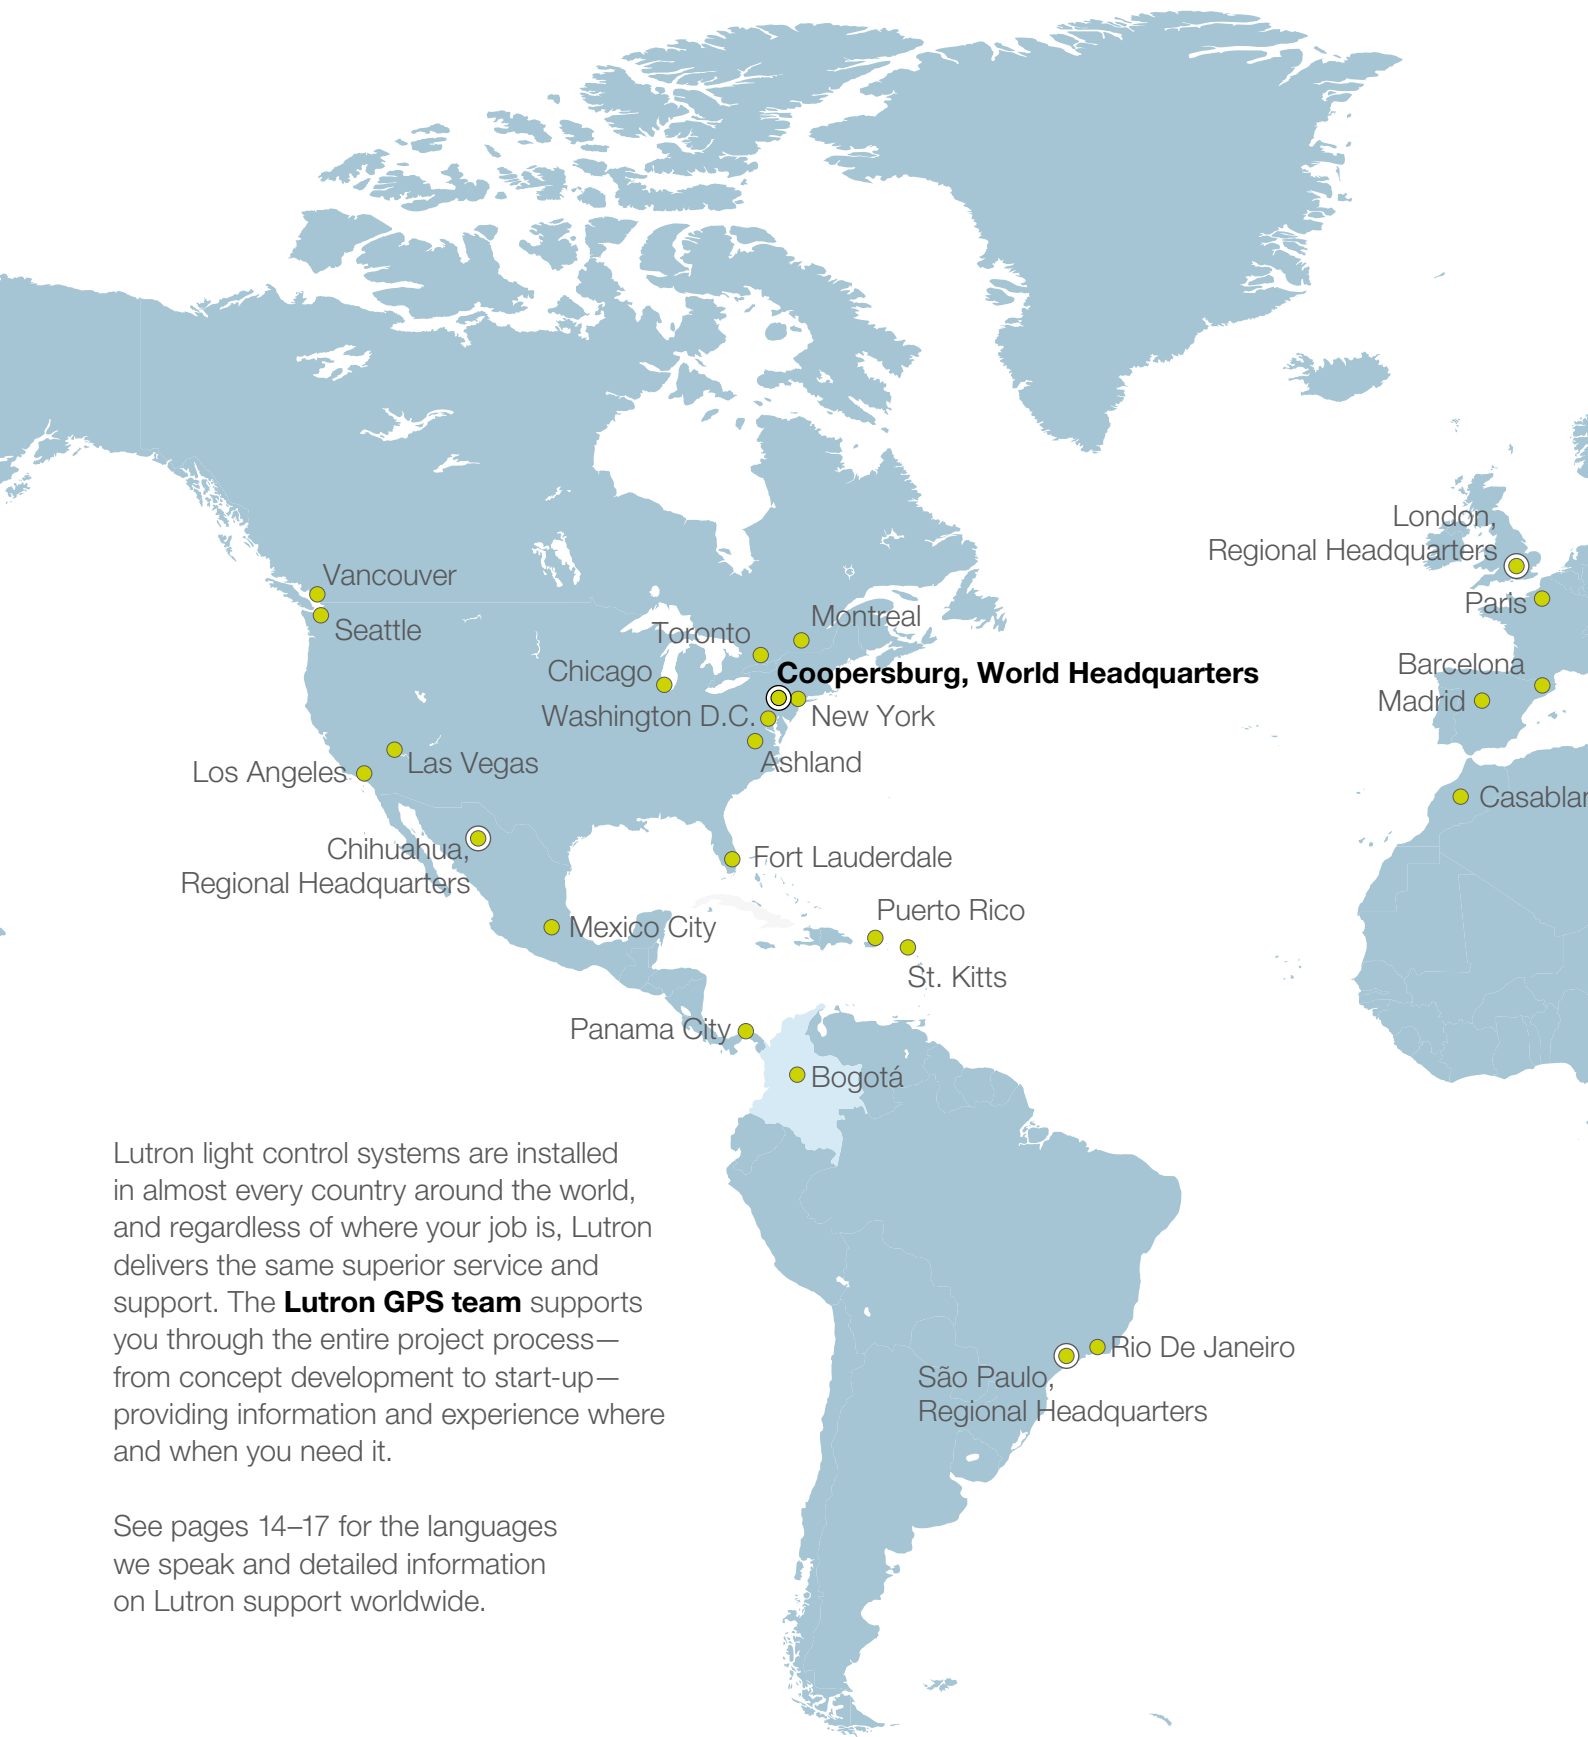 London,
Regional Headquarters
Vancouver
Paris
Montreal
Seattle
Toronto
Barcelona
Chicago
Coopersburg, World Headquarters
Madrid
Washington D.C.
New York
Las Vegas
Ashland
Los Angeles
Casablan
Chihuahua,
Regional Headquarters
Fort Lauderdale
Puerto Rico
Mexico City
St. Kitts
Panama City
Bogotá
Lutron light control systems are installed
in almost every country around the world,
and regardless of where your job is, Lutron
delivers the same superior service and
support. The Lutron GPS team supports
you through the entire project process—
from concept development to start-up—
providing information and experience where
and when you need it.
See pages 14–17 for the languages
we speak and detailed information
on Lutron support worldwide.
Rio De Janeiro
São Paulo,
Regional Headquarters